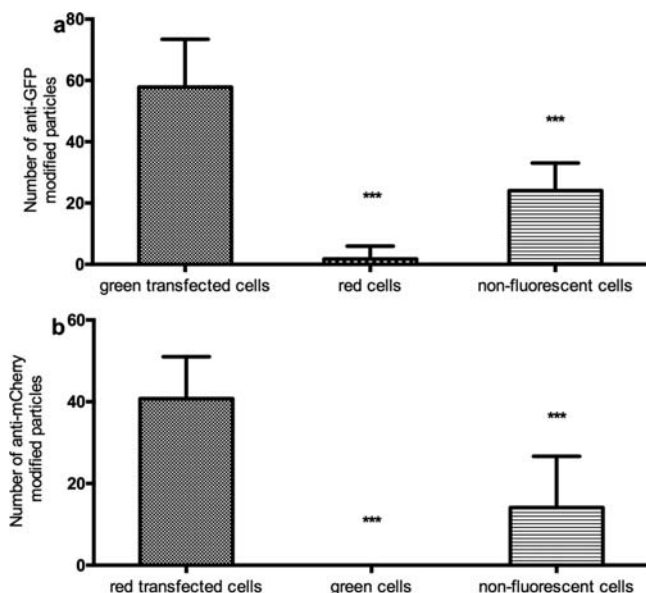 a
80
60
40
20
0
Number of anti-GFP
modified particles
***
***
green transfected cells red cells non-fluorescent cells
b
60
40
20
0
Number of anti-mCherry
modified particles
***
***
red transfected cells green cells non-fluorescent cells